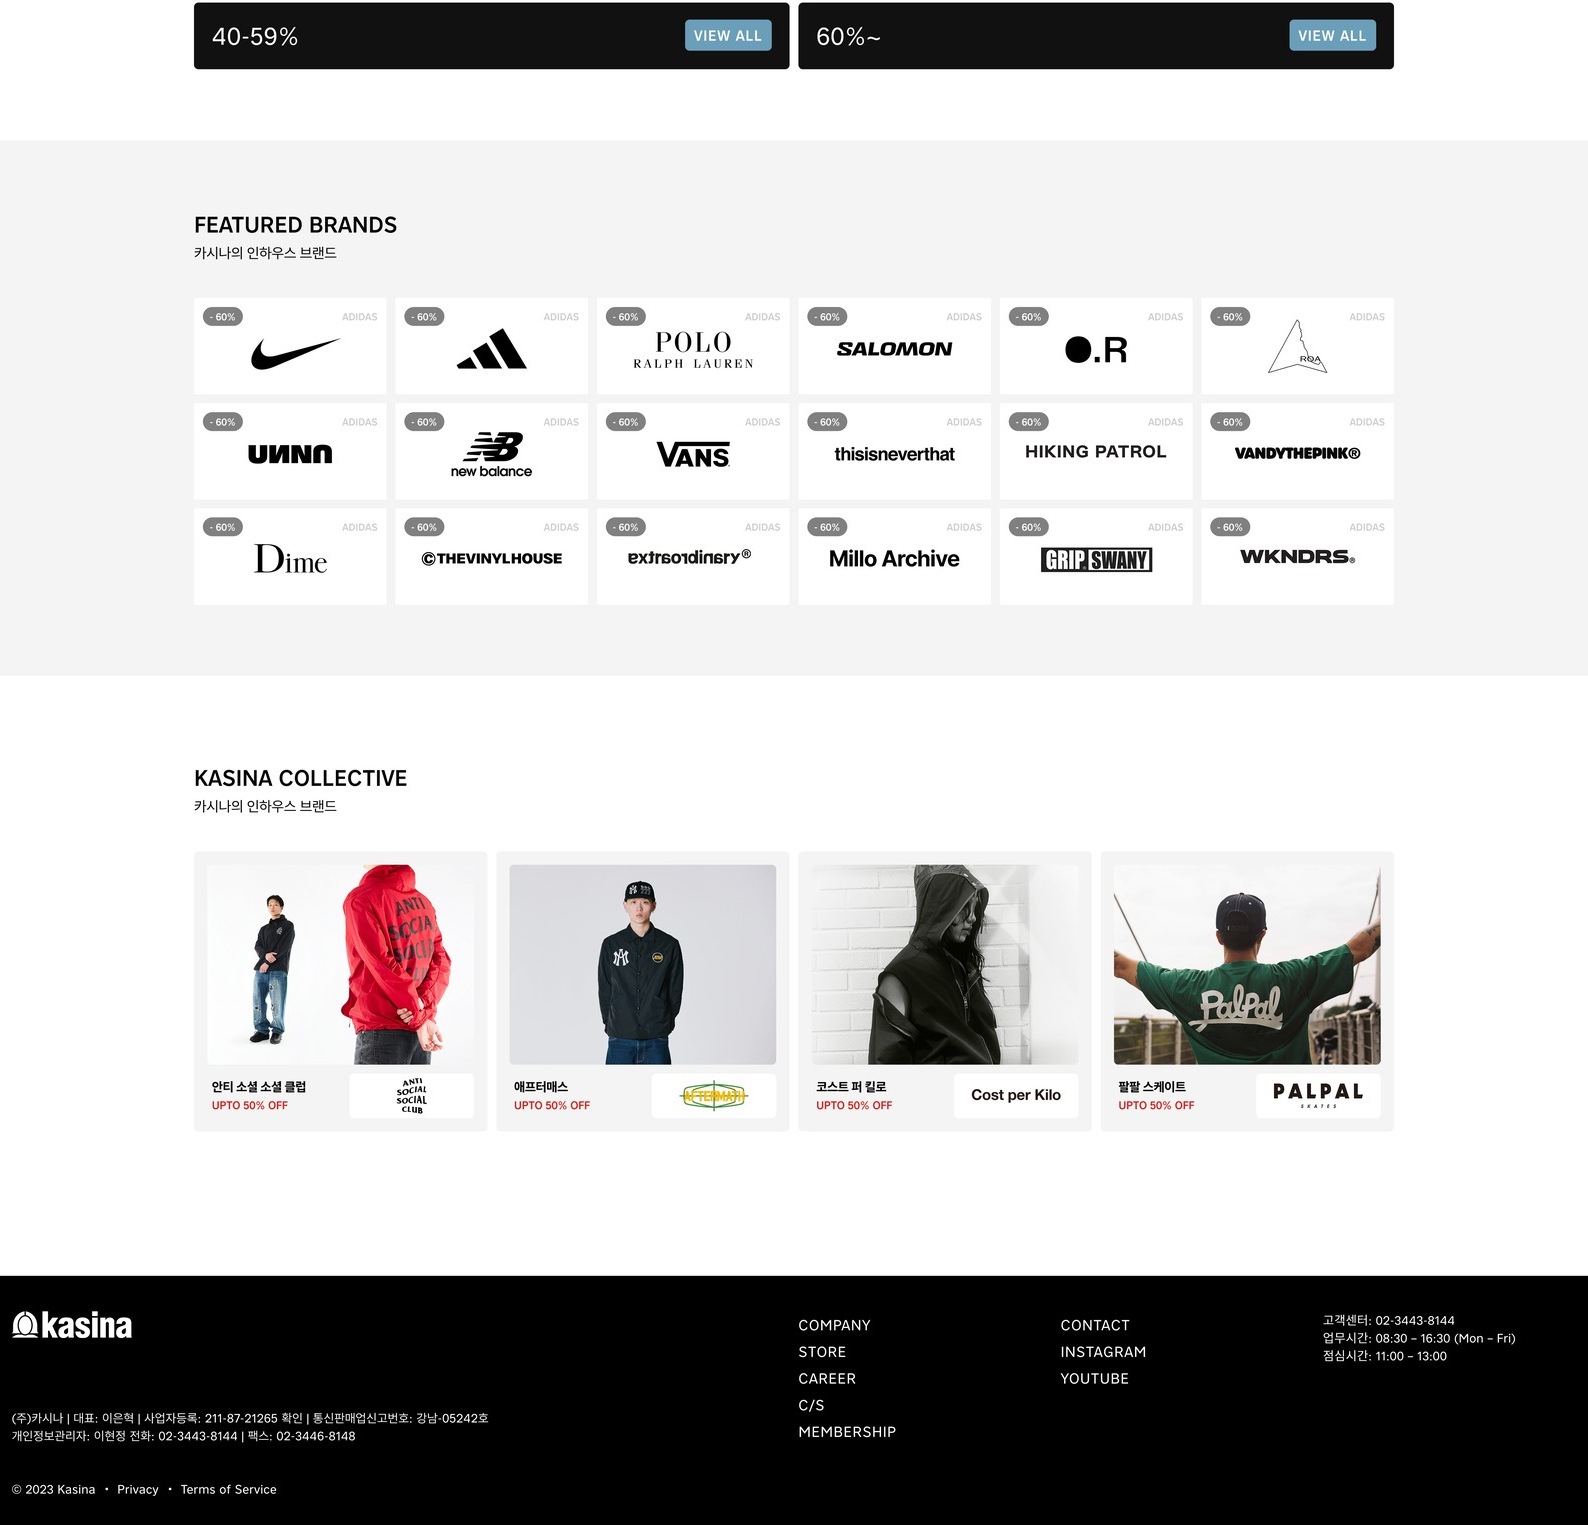 40-59%
VIEW ALL
60%~
VIEW ALL
FEATURED BRANDS
카시나의 인하우스 브랜드
- 60%
ADIDAS
- 60%
ADIDAS
- 60%
ADIDAS
POLO
RALPH LAUREN
- 60%
ADIDAS
SALOMON
- 60%
ADIDAS
O.R
- 60%
ADIDAS
ROA
- 60%
ADIDAS
UNNU
- 60%
ADIDAS
NB
new balance
- 60%
ADIDAS
VANS
- 60%
ADIDAS
thisisneverthat
- 60%
ADIDAS
HIKING PATROL
- 60%
ADIDAS
VANDYTHEPINK®
- 60%
ADIDAS
Dime
- 60%
ADIDAS
©THEVINYLHOUSE
- 60%
ADIDAS
extraordinary®
- 60%
ADIDAS
Millo Archive
- 60%
ADIDAS
GRIP SWANY
- 60%
ADIDAS
WKNDRS®
KASINA COLLECTIVE
카시나의 인하우스 브랜드
ANTI
SOCIAL
SOCIAL
CLUB
안티 소셜 소셜 클럽
UPTO 50% OFF
ANTI
SOCIAL
SOCIAL
CLUB
애프터매스
UPTO 50% OFF
AFTERMATH
코스트 퍼 킬로
UPTO 50% OFF
Cost per Kilo
PalPal
팔팔 스케이트
UPTO 50% OFF
PALPAL
SKATES
kasina
COMPANY
STORE
CAREER
C/S
MEMBERSHIP
CONTACT
INSTAGRAM
YOUTUBE
고객센터: 02-3443-8144
업무시간: 08:30 – 16:30 (Mon – Fri)
점심시간: 11:00 – 13:00
(주)카시나 | 대표: 이은혁 | 사업자등록: 211-87-21265 확인 | 통신판매업신고번호: 강남-05242호
개인정보관리자: 이현정 전화: 02-3443-8144 | 팩스: 02-3446-8148
© 2023 Kasina • Privacy • Terms of Service